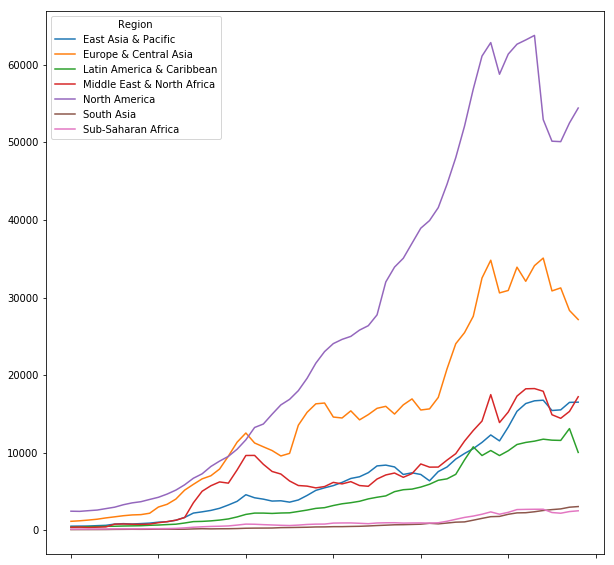 Region
East Asia & Pacific
Europe & Central Asia
Latin America & Caribbean
Middle East & North Africa
North America
South Asia
Sub-Saharan Africa
60000
50000
40000
30000
20000
10000
0